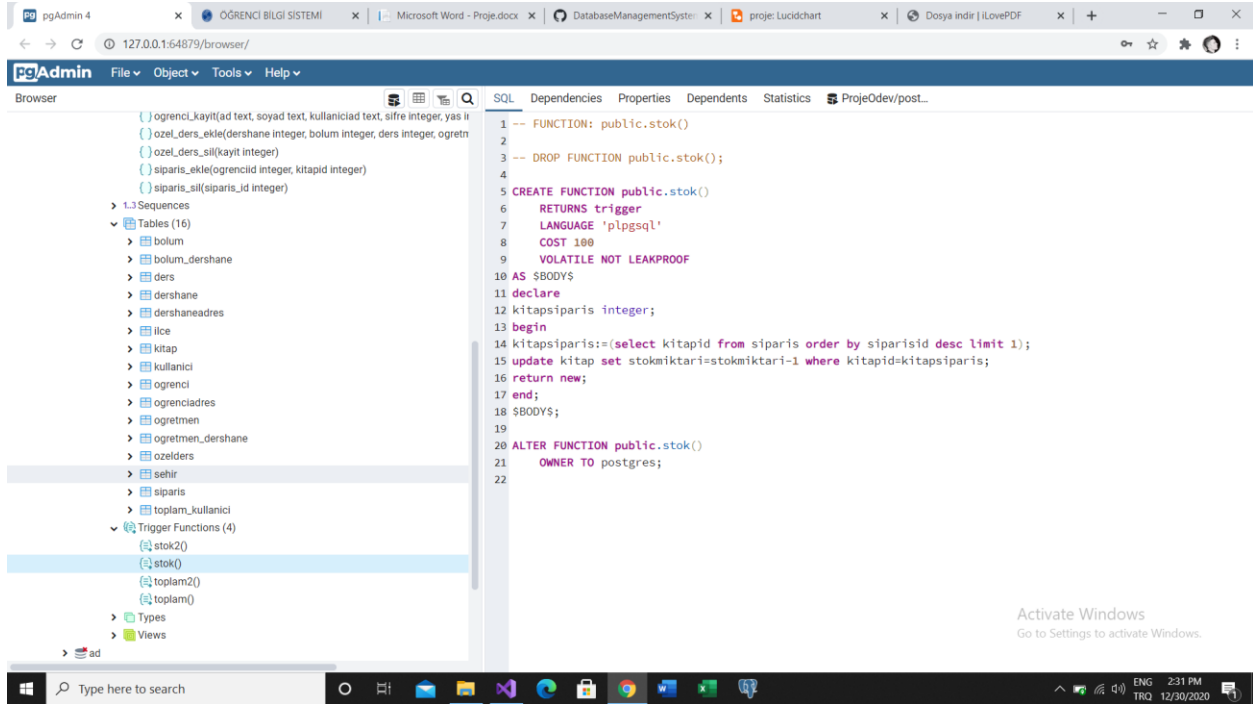 pgAdmin 4
ÖĞRENCİ BİLGİ SİSTEMİ
Microsoft Word - Proje.docx
DatabaseManagementSystem
proje: Lucidchart
Dosya indir | iLovePDF
127.0.0.1:64879/browser/
pgAdmin File Object Tools Help
Browser
SQL Dependencies Properties Dependents Statistics ProjeOdev/post...
ogrenci_kayit(ad text, soyad text, kullaniciad text, sifre integer, yas i
ozel_ders_ekle(dershane integer, bolum integer, ders integer, ogretm
ozel_ders_sil(kayit integer)
siparis_ekle(ogrenciid integer, kitapid integer)
siparis_sil(siparis_id integer)
1..3 Sequences
Tables (16)
bolum
bolum_dershane
ders
dershane
dershaneadres
ilce
kitap
kullanici
ogrenci
ogrenciadres
ogretmen
ogretmen_dershane
ozelders
sehir
siparis
toplam_kullanici
Trigger Functions (4)
stok2()
stok()
toplam2()
toplam()
Types
Views
ad
1 -- FUNCTION: public.stok()
2
3 -- DROP FUNCTION public.stok();
4
5 CREATE FUNCTION public.stok()
6 RETURNS trigger
7 LANGUAGE 'plpgsql'
8 COST 100
9 VOLATILE NOT LEAKPROOF
10 AS $BODY$
11 declare
12 kitapsiparis integer;
13 begin
14 kitapsiparis:=(select kitapid from siparis order by siparisid desc limit 1);
15 update kitap set stokmiktari=stokmiktari-1 where kitapid=kitapsiparis;
16 return new;
17 end;
18 $BODY$;
19
20 ALTER FUNCTION public.stok()
21 OWNER TO postgres;
22
Activate Windows
Go to Settings to activate Windows.
Type here to search
ENG 2:31 PM
TRQ 12/30/2020